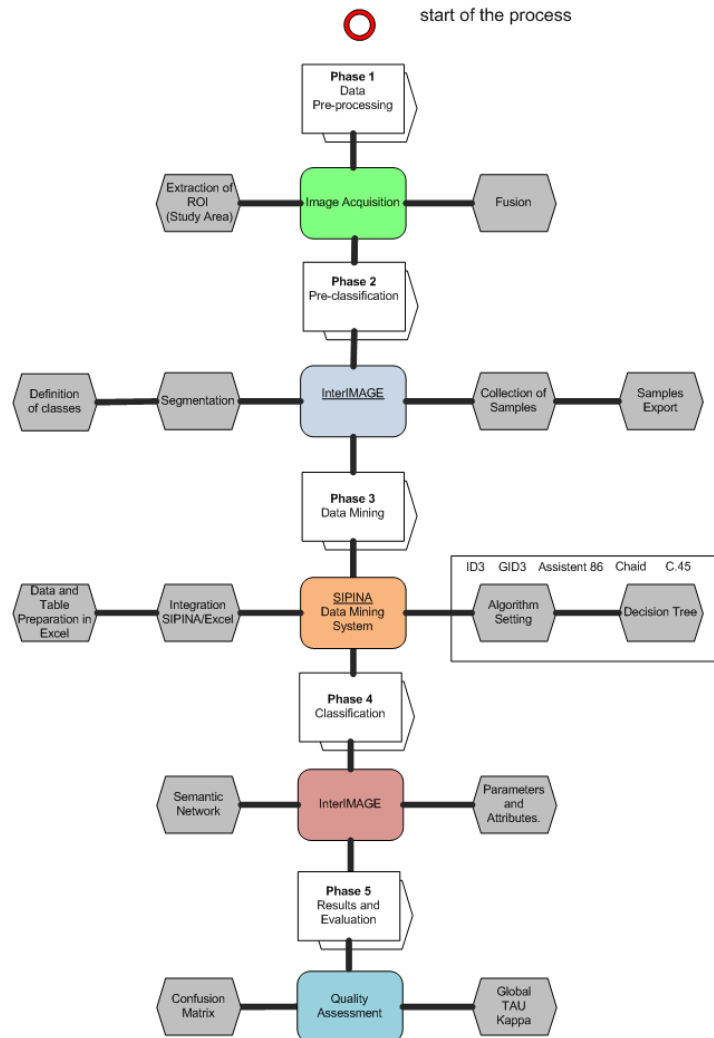 start of the process
Phase 1
Data
Pre-processing
Extraction of
ROI
(Study Area)
Image Acquisition
Fusion
Phase 2
Pre-classification
Definition
of classes
Segmentation
InterIMAGE
Collection of
Samples
Samples
Export
Phase 3
Data Mining
ID3 GID3 Assistent 86 Chaid C.45
Data and
Table
Preparation in
Excel
Integration
SIPINA/Excel
SIPINA
Data Mining
System
Algorithm
Setting
Decision Tree
Phase 4
Classification
Semantic
Network
InterIMAGE
Parameters
and
Attributes.
Phase 5
Results and
Evaluation
Confusion
Matrix
Quality
Assessment
Global
TAU
Kappa